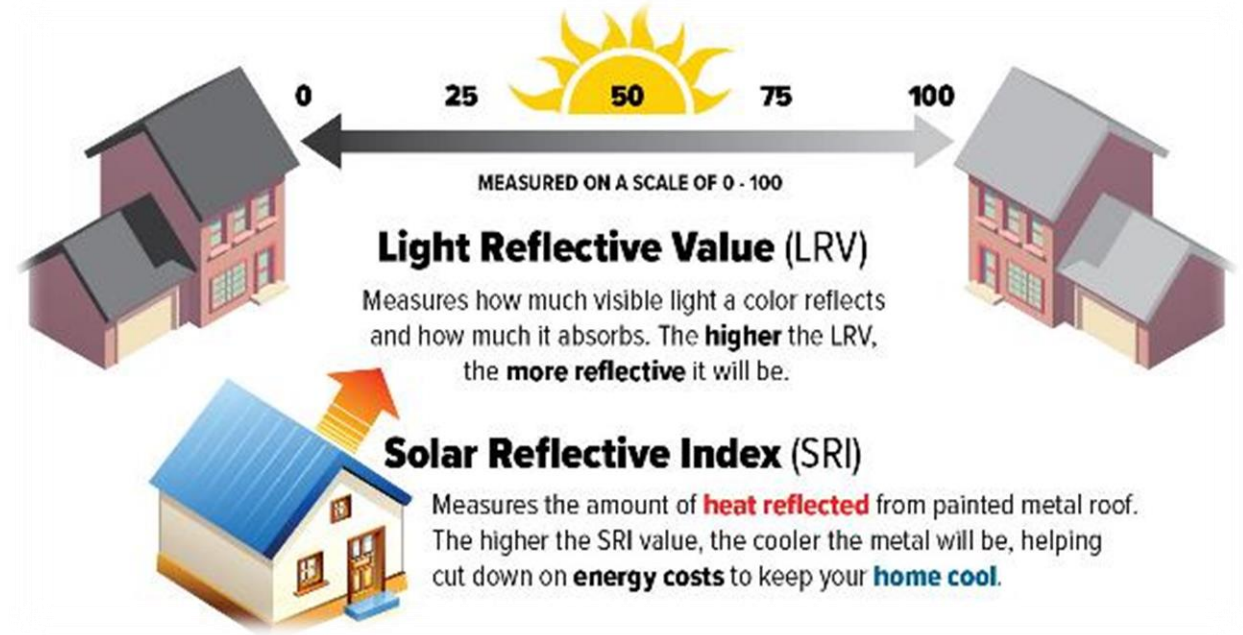 0 25 50 75 100
MEASURED ON A SCALE OF 0 - 100
Light Reflective Value (LRV)
Measures how much visible light a color reflects
and how much it absorbs. The higher the LRV,
the more reflective it will be.
Solar Reflective Index (SRI)
Measures the amount of heat reflected from painted metal roof.
The higher the SRI value, the cooler the metal will be, helping
cut down on energy costs to keep your home cool.